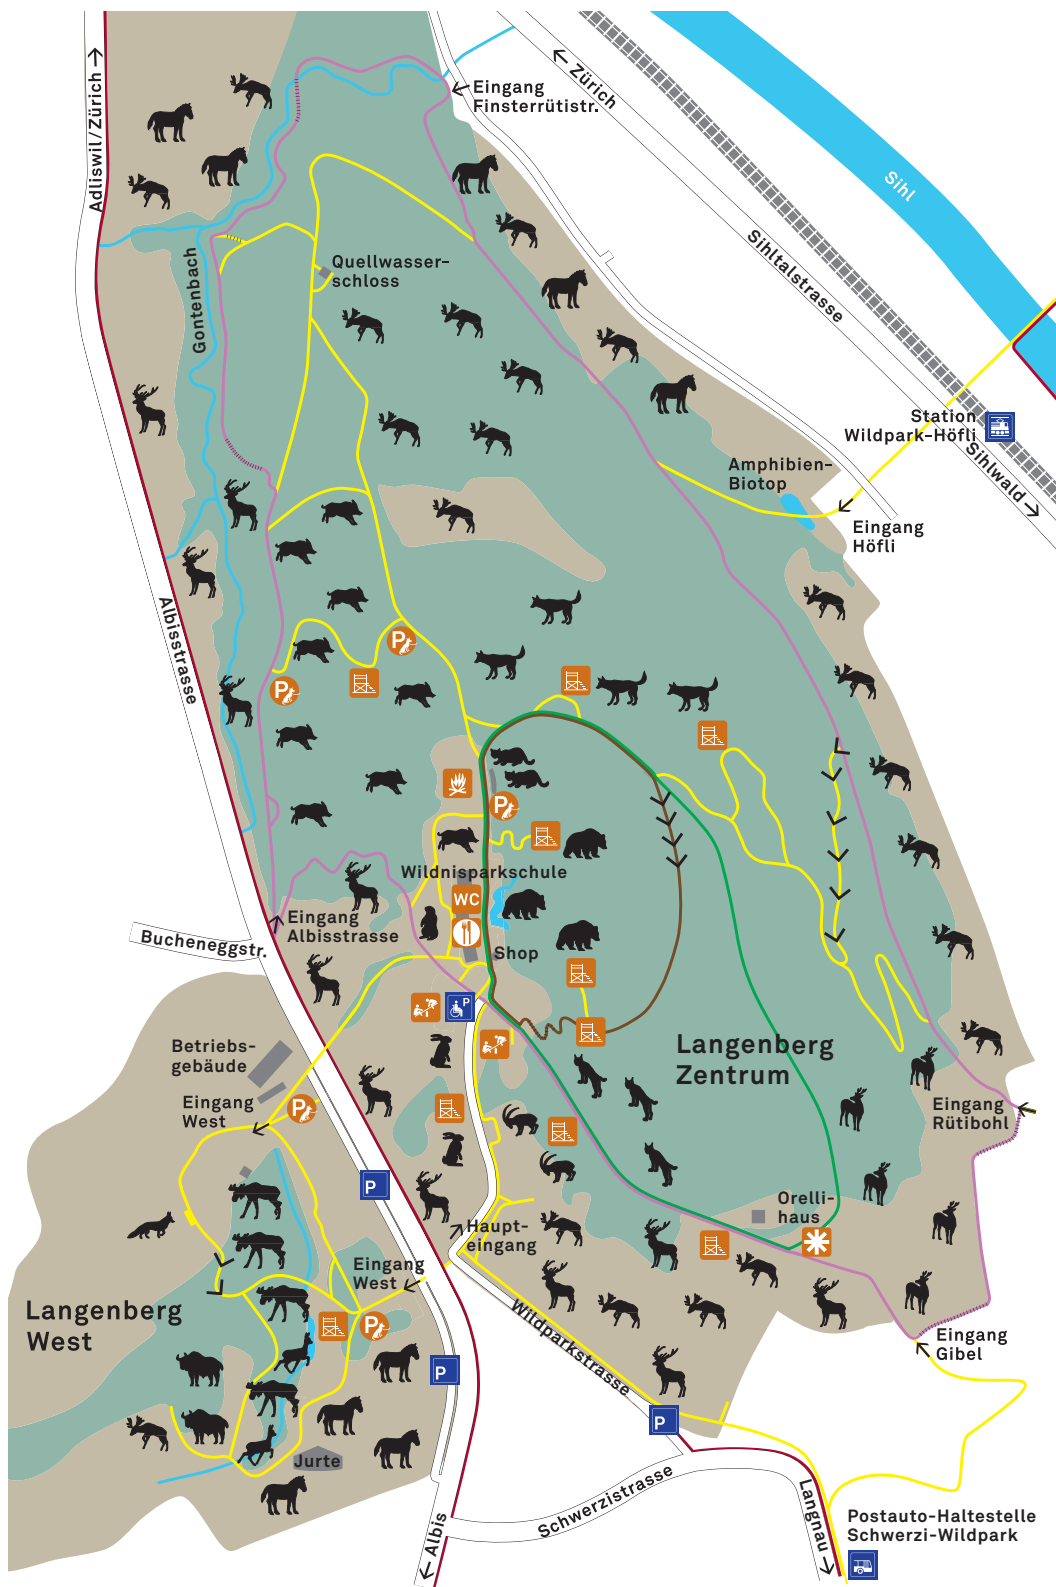 Adliswil/Zürich
Eingang
Finsterrütistr.
Zürich
Sihl
Sihltalstrasse
Gontenbach
Quellwasser-
schloss
Station
Wildpark-Höfli
Sihlwald
Amphibien-
Biotop
Eingang
Höfli
Albisstrasse
P
P
P
Wildnisparkschule
WC
Shop
Eingang
Albisstrasse
Bucheneggstr.
P
Langenberg
Zentrum
Betriebs-
gebäude
Eingang
West
P
Eingang
Rütibohl
P
Orelli-
haus
Haupt-
eingang
Eingang
West
Langenberg
West
P
P
Wildparkstrasse
Eingang
Gibel
P
Jurte
Schwerzistrasse
Albis
Langnau
Postauto-Haltestelle
Schwerzi-Wildpark